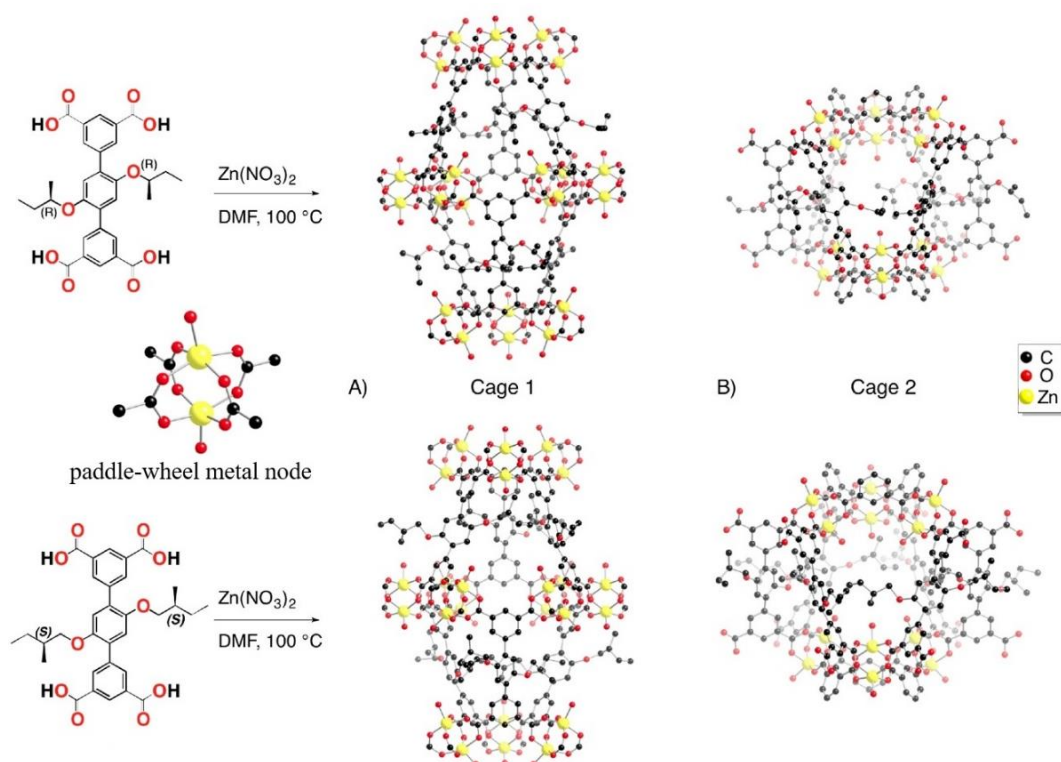 O
O
HO
OH
(R)
O
(R)
O
HO
OH
O
O
Zn(NO3)2
DMF, 100 °C
paddle-wheel metal node
A)
Cage 1
B)
Cage 2
C
O
Zn
O
O
HO
OH
(S)
O
(S)
O
HO
OH
O
O
Zn(NO3)2
DMF, 100 °C